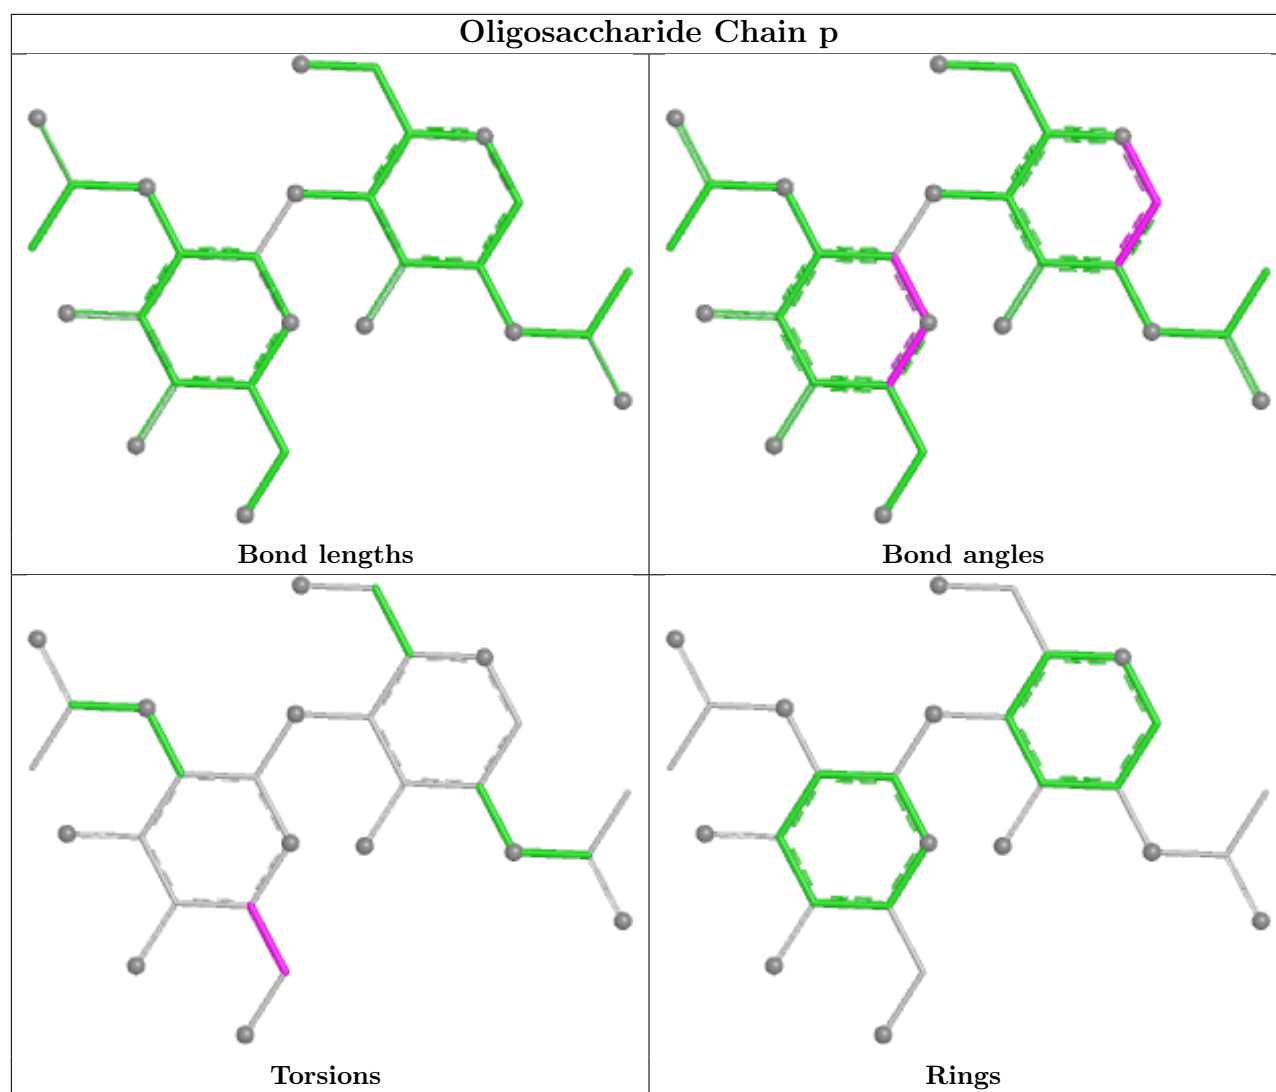 Oligosaccharide Chain p
Bond lengths
Bond angles
Torsions
Rings